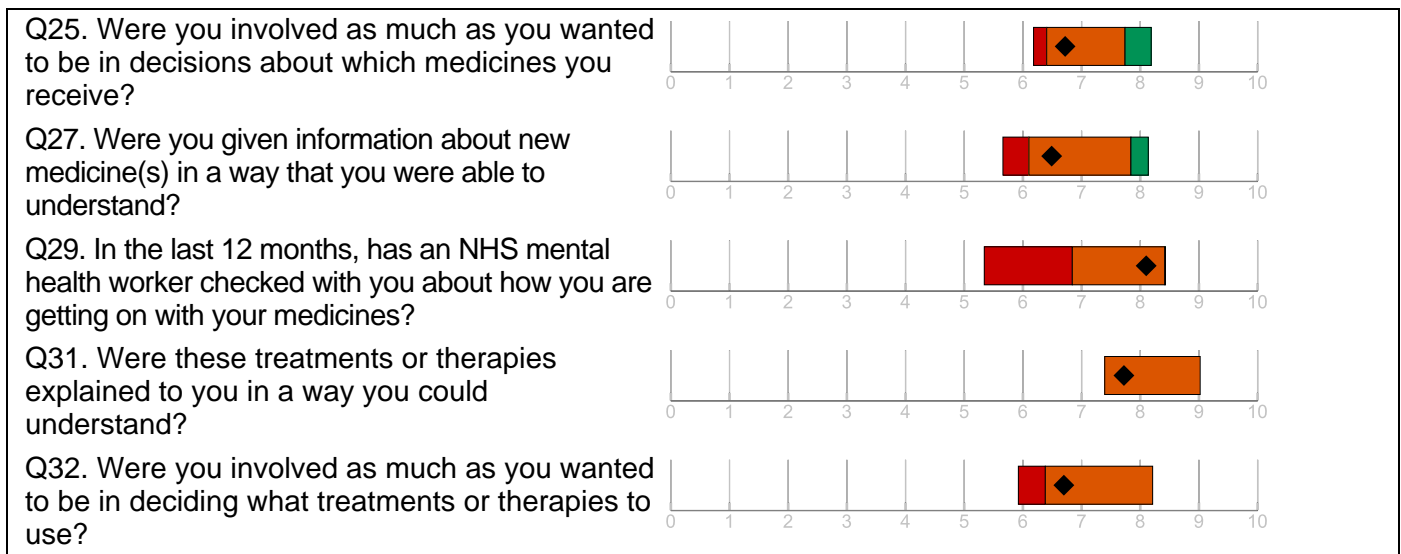 Q25. Were you involved as much as you wanted
to be in decisions about which medicines you
receive?
0 1 2 3 4 5 6 7 8 9 10
Q27. Were you given information about new
medicine(s) in a way that you were able to
understand?
0 1 2 3 4 5 6 7 8 9 10
Q29. In the last 12 months, has an NHS mental
health worker checked with you about how you are
getting on with your medicines?
0 1 2 3 4 5 6 7 8 9 10
Q31. Were these treatments or therapies
explained to you in a way you could
understand?
0 1 2 3 4 5 6 7 8 9 10
Q32. Were you involved as much as you wanted
to be in deciding what treatments or therapies to
use?
0 1 2 3 4 5 6 7 8 9 10